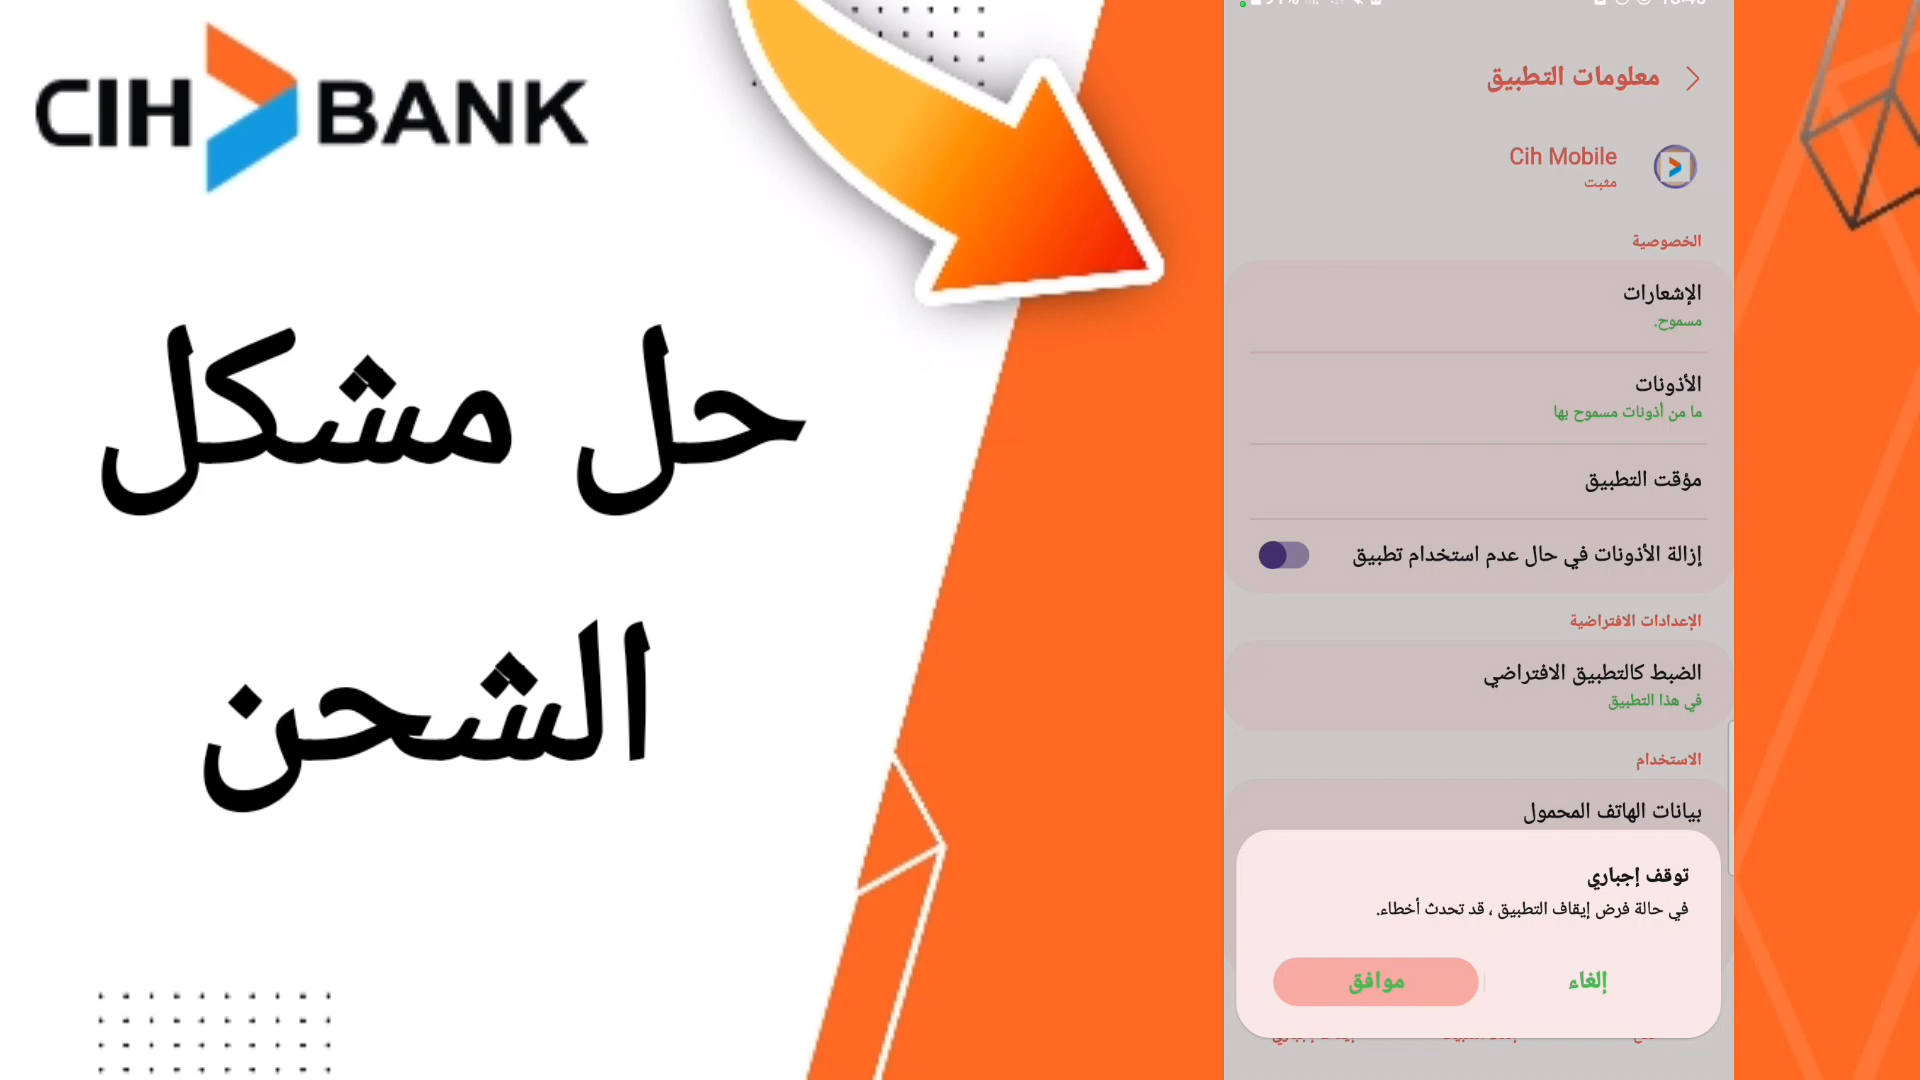 CIH BANK
حل مشكل
الشحن
معلومات التطبيق
Cih Mobile
مثبت
الخصوصية
الإشعارات
مسموح.
الأذونات
ما من أذونات مسموح بها
مؤقت التطبيق
إزالة الأذونات في حال عدم استخدام تطبيق
الإعدادات الافتراضية
الضبط كالتطبيق الافتراضي
في هذا التطبيق
الاستخدام
بيانات الهاتف المحمول
توقف إجباري
في حالة فرض إيقاف التطبيق ، قد تحدث أخطاء.
إلغاء
موافق